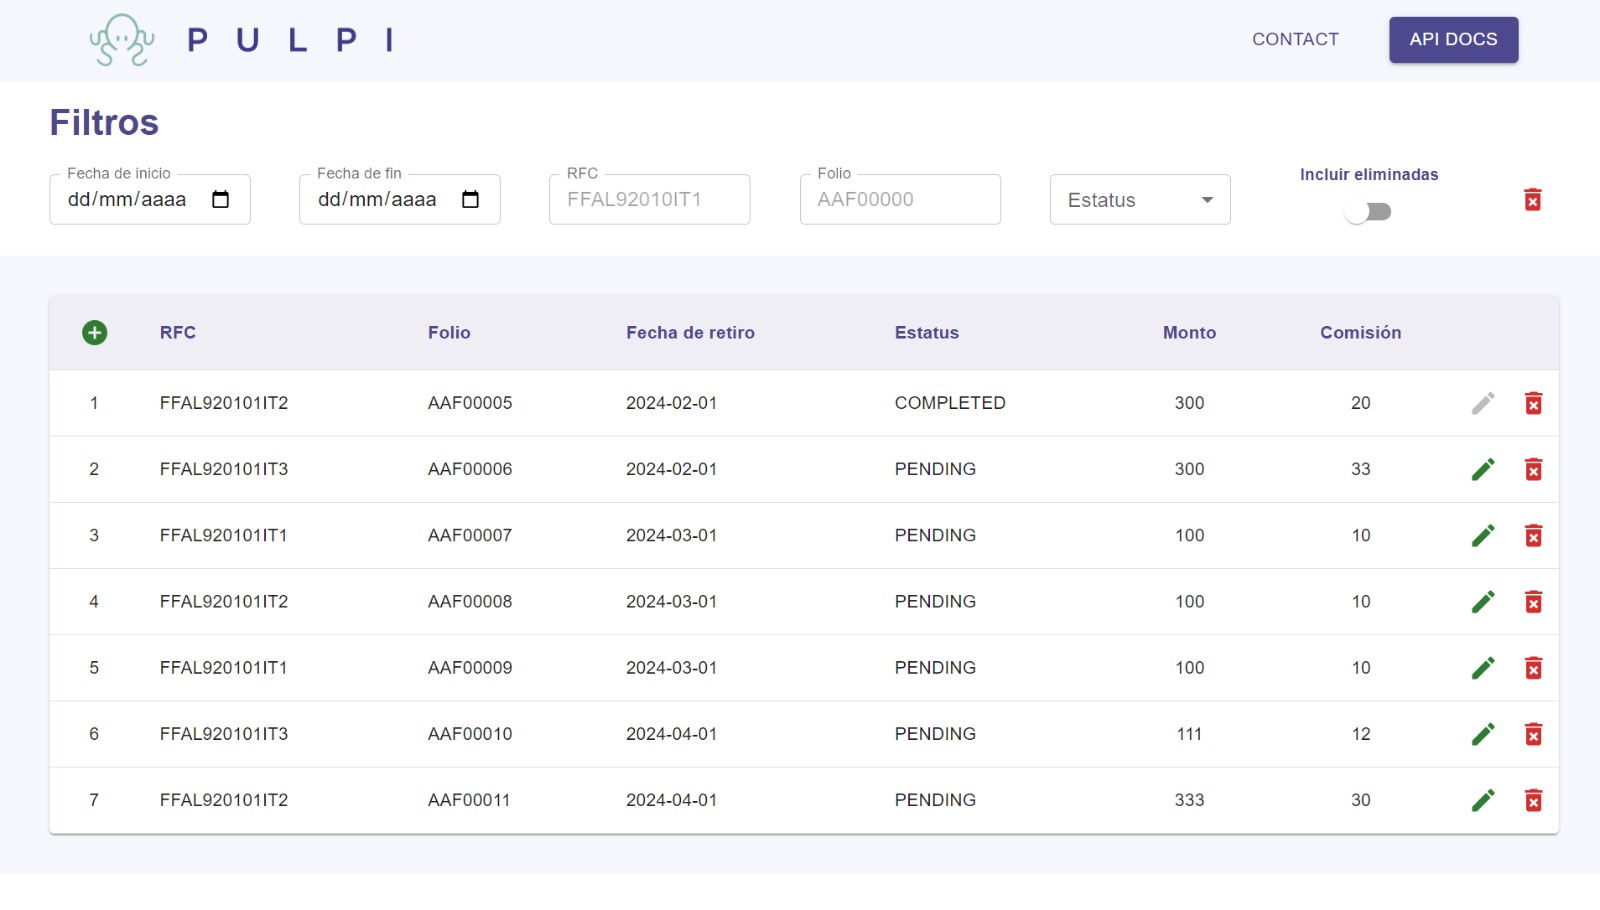 PULPI
CONTACT
API DOCS
Filtros
Fecha de inicio
dd/mm/aaaa
Fecha de fin
dd/mm/aaaa
RFC
FFAL92010IT1
Folio
AAF00000
Estatus
Incluir eliminadas
RFC Folio Fecha de retiro Estatus Monto Comisión
1 FFAL920101IT2 AAF00005 2024-02-01 COMPLETED 300 20
2 FFAL920101IT3 AAF00006 2024-02-01 PENDING 300 33
3 FFAL920101IT1 AAF00007 2024-03-01 PENDING 100 10
4 FFAL920101IT2 AAF00008 2024-03-01 PENDING 100 10
5 FFAL920101IT1 AAF00009 2024-03-01 PENDING 100 10
6 FFAL920101IT3 AAF00010 2024-04-01 PENDING 111 12
7 FFAL920101IT2 AAF00011 2024-04-01 PENDING 333 30